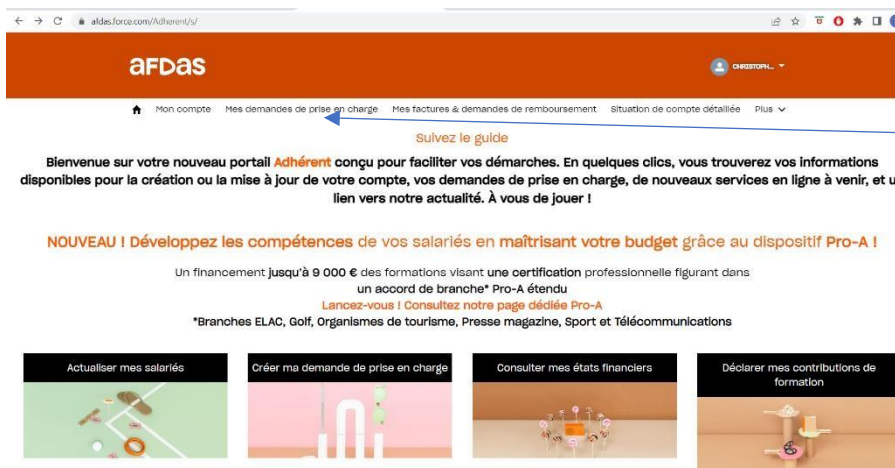 afdas.force.com/Adherent/s/
aFDas
CHRISTOPH...
Mon compte Mes demandes de prise en charge Mes factures & demandes de remboursement Situation de compte détaillée Plus
Suivez le guide
Bienvenue sur votre nouveau portail Adhérent conçu pour faciliter vos démarches. En quelques clics, vous trouverez vos informations
disponibles pour la création ou la mise à jour de votre compte, vos demandes de prise en charge, de nouveaux services en ligne à venir, et u
lien vers notre actualité. À vous de jouer !
NOUVEAU ! Développez les compétences de vos salariés en maîtrisant votre budget grâce au dispositif Pro-A !
Un financement jusqu'à 9 000 € des formations visant une certification professionnelle figurant dans
un accord de branche* Pro-A étendu
Lancez-vous ! Consultez notre page dédiée Pro-A
*Branches ELAC, Golf, Organismes de tourisme, Presse magazine, Sport et Télécommunications
Actualiser mes salariés
Créer ma demande de prise en charge
Consulter mes états financiers
Déclarer mes contributions de
formation